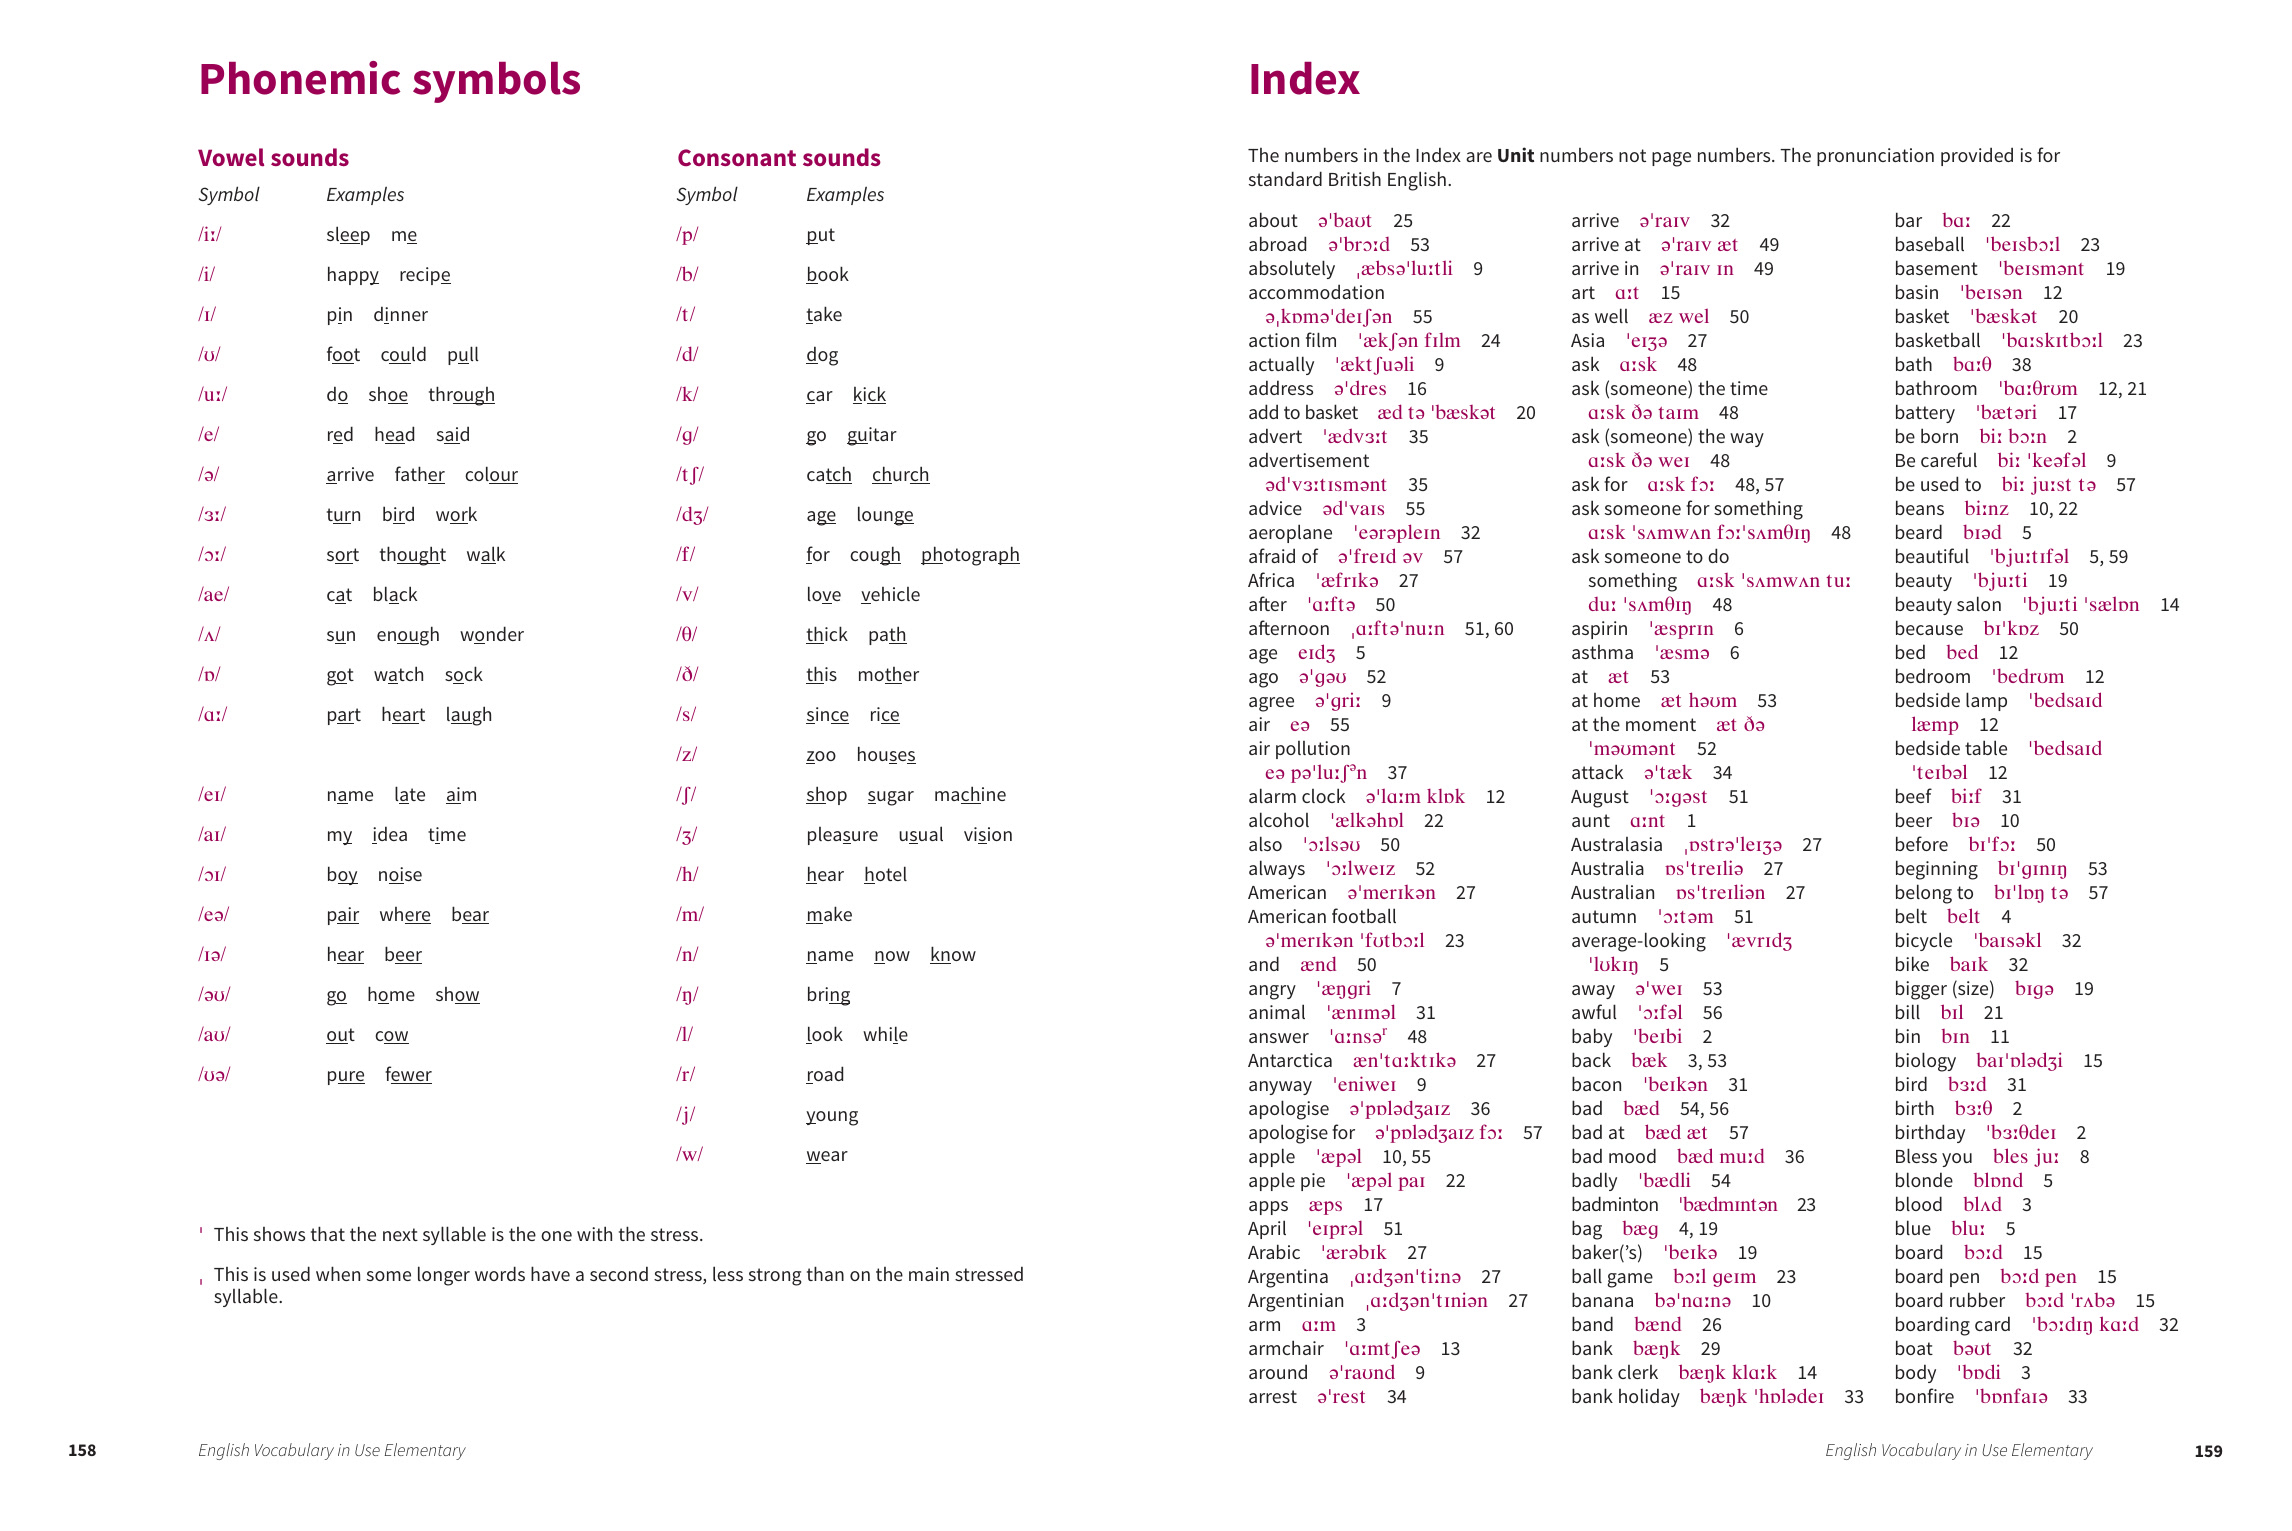 Phonemic symbols
Vowel sounds
Symbol Examples
/iː/ sleep me
/i/ happy recipe
/ɪ/ pin dinner
/ʊ/ foot could pull
/uː/ do shoe through
/e/ red head said
/ə/ arrive father colour
/ɜː/ turn bird work
/ɔː/ sort thought walk
/ae/ cat black
/ʌ/ sun enough wonder
/ɒ/ got watch sock
/ɑː/ part heart laugh
/eɪ/ name late aim
/aɪ/ my idea time
/ɔɪ/ boy noise
/eə/ pair where bear
/ɪə/ hear beer
/əʊ/ go home show
/aʊ/ out cow
/ʊə/ pure fewer
Consonant sounds
Symbol Examples
/p/ put
/b/ book
/t/ take
/d/ dog
/k/ car kick
/ɡ/ go guitar
/tʃ/ catch church
/dʒ/ age lounge
/f/ for cough photograph
/v/ love vehicle
/θ/ thick path
/ð/ this mother
/s/ since rice
/z/ zoo houses
/ʃ/ shop sugar machine
/ʒ/ pleasure usual vision
/h/ hear hotel
/m/ make
/n/ name now know
/ŋ/ bring
/l/ look while
/r/ road
/j/ young
/w/ wear
ˈ This shows that the next syllable is the one with the stress.
ˌ This is used when some longer words have a second stress, less strong than on the main stressed
syllable.
158 English Vocabulary in Use Elementary
Index
The numbers in the Index are Unit numbers not page numbers. The pronunciation provided is for
standard British English.
about əˈbaʊt 25
abroad əˈbrɔːd 53
absolutely ˌæbsəˈluːtli 9
accommodation
əˌkɒməˈdeɪʃən 55
action film ˈækʃən fɪlm 24
actually ˈæktʃuəli 9
address əˈdres 16
add to basket æd tə ˈbæskət 20
advert ˈædvɜːt 35
advertisement
ədˈvɜːtɪsmənt 35
advice ədˈvaɪs 55
aeroplane ˈeərəpleɪn 32
afraid of əˈfreɪd əv 57
Africa ˈæfrɪkə 27
after ˈɑːftə 50
afternoon ˌɑːftəˈnuːn 51, 60
age eɪdʒ 5
ago əˈɡəʊ 52
agree əˈɡriː 9
air eə 55
air pollution
eə pəˈluːʃᵊn 37
alarm clock əˈlɑːm klɒk 12
alcohol ˈælkəhɒl 22
also ˈɔːlsəʊ 50
always ˈɔːlweɪz 52
American əˈmerɪkən 27
American football
əˈmerɪkən ˈfʊtbɔːl 23
and ænd 50
angry ˈæŋɡri 7
animal ˈænɪməl 31
answer ˈɑːnsəʳ 48
Antarctica ænˈtɑːktɪkə 27
anyway ˈeniweɪ 9
apologise əˈpɒlədʒaɪz 36
apologise for əˈpɒlədʒaɪz fɔː 57
apple ˈæpəl 10, 55
apple pie ˈæpəl paɪ 22
apps æps 17
April ˈeɪprəl 51
Arabic ˈærəbɪk 27
Argentina ˌɑːdʒənˈtiːnə 27
Argentinian ˌɑːdʒənˈtɪniən 27
arm ɑːm 3
armchair ˈɑːmtʃeə 13
around əˈraʊnd 9
arrest əˈrest 34
arrive əˈraɪv 32
arrive at əˈraɪv æt 49
arrive in əˈraɪv ɪn 49
art ɑːt 15
as well æz wel 50
Asia ˈeɪʒə 27
ask ɑːsk 48
ask (someone) the time
ɑːsk ðə taɪm 48
ask (someone) the way
ɑːsk ðə weɪ 48
ask for ɑːsk fɔː 48, 57
ask someone for something
ɑːsk ˈsʌmwʌn fɔːˈsʌmθɪŋ 48
ask someone to do
something ɑːsk ˈsʌmwʌn tuː
duː ˈsʌmθɪŋ 48
aspirin ˈæsprɪn 6
asthma ˈæsmə 6
at æt 53
at home æt həʊm 53
at the moment æt ðə
ˈməʊmənt 52
attack əˈtæk 34
August ˈɔːɡəst 51
aunt ɑːnt 1
Australasia ˌɒstrəˈleɪʒə 27
Australia ɒsˈtreɪliə 27
Australian ɒsˈtreɪliən 27
autumn ˈɔːtəm 51
average-looking ˈævrɪdʒ
ˈlʊkɪŋ 5
away əˈweɪ 53
awful ˈɔːfəl 56
baby ˈbeɪbi 2
back bæk 3, 53
bacon ˈbeɪkən 31
bad bæd 54, 56
bad at bæd æt 57
bad mood bæd muːd 36
badly ˈbædli 54
badminton ˈbædmɪntən 23
bag bæɡ 4, 19
baker(’s) ˈbeɪkə 19
ball game bɔːl ɡeɪm 23
banana bəˈnɑːnə 10
band bænd 26
bank bæŋk 29
bank clerk bæŋk klɑːk 14
bank holiday bæŋk ˈhɒlədeɪ 33
bar bɑː 22
baseball ˈbeɪsbɔːl 23
basement ˈbeɪsmənt 19
basin ˈbeɪsən 12
basket ˈbæskət 20
basketball ˈbɑːskɪtbɔːl 23
bath bɑːθ 38
bathroom ˈbɑːθrʊm 12, 21
battery ˈbætəri 17
be born biː bɔːn 2
Be careful biː ˈkeəfəl 9
be used to biː juːst tə 57
beans biːnz 10, 22
beard bɪəd 5
beautiful ˈbjuːtɪfəl 5, 59
beauty ˈbjuːti 19
beauty salon ˈbjuːti ˈsælɒn 14
because bɪˈkɒz 50
bed bed 12
bedroom ˈbedrʊm 12
bedside lamp ˈbedsaɪd
læmp 12
bedside table ˈbedsaɪd
ˈteɪbəl 12
beef biːf 31
beer bɪə 10
before bɪˈfɔː 50
beginning bɪˈɡɪnɪŋ 53
belong to bɪˈlɒŋ tə 57
belt belt 4
bicycle ˈbaɪsəkl 32
bike baɪk 32
bigger (size) bɪɡə 19
bill bɪl 21
bin bɪn 11
biology baɪˈɒlədʒi 15
bird bɜːd 31
birth bɜːθ 2
birthday ˈbɜːθdeɪ 2
Bless you bles juː 8
blonde blɒnd 5
blood blʌd 3
blue bluː 5
board bɔːd 15
board pen bɔːd pen 15
board rubber bɔːd ˈrʌbə 15
boarding card ˈbɔːdɪŋ kɑːd 32
boat bəʊt 32
body ˈbɒdi 3
bonfire ˈbɒnfaɪə 33
English Vocabulary in Use Elementary 159